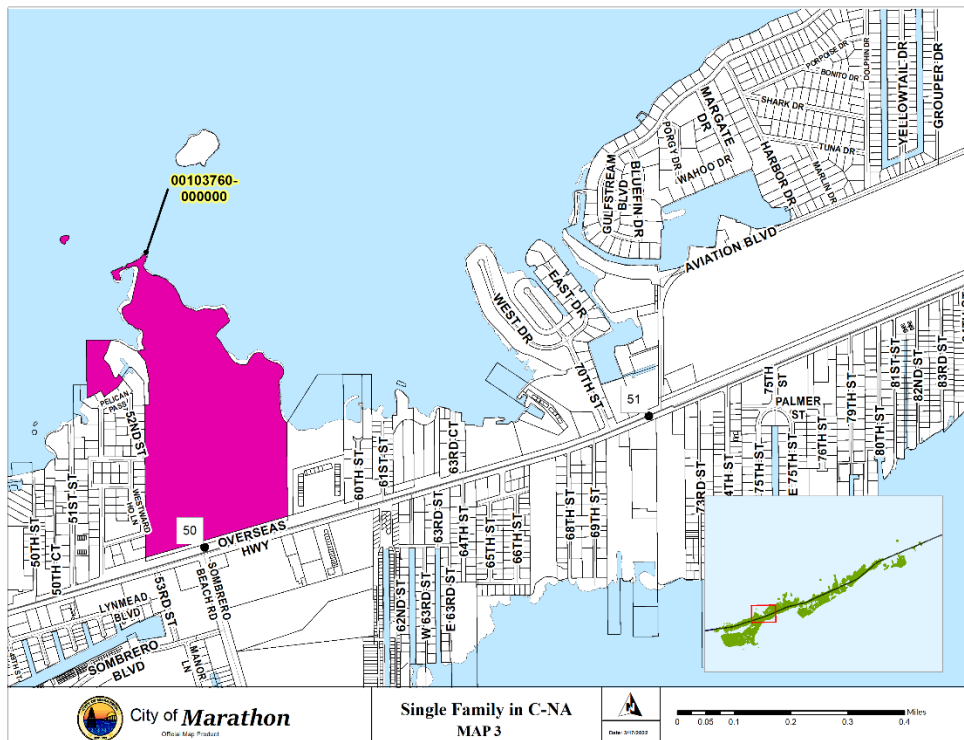 00103760-
000000
PELICAN
PASS
52ND ST
WESTWARD
HO LN
50TH ST
50TH CT
51ST ST
50
OVERSEAS
HWY
SOMBRERO
BEACH RD
LYNMEAD
BLVD
53RD ST
SOMBRERO
BLVD
MANOR
LN
60TH ST
61ST ST
63RD CT
62ND ST
W 63RD ST
E 63RD ST
63RD ST
64TH ST
65TH ST
66TH ST
68TH ST
69TH ST
70TH ST
51
WEST DR
EAST DR
GULFSTREAM
BLVD
BLUEFIN DR
PORGY DR
WAHOO DR
MARGATE
DR
HARBOR DR
AVIATION BLVD
PORPOISE DR
BONITO DR
SHARK DR
TUNA DR
MARLIN DR
DOLPHIN DR
YELLOWTAIL DR
GROUPER DR
73RD ST
75TH ST
E 75TH ST
75TH
ST
PALMER
ST
76TH ST
79TH ST
80TH ST
81ST ST
82ND ST
83RD ST
City of Marathon
Official Map Product
Single Family in C-NA
MAP 3
Date: 3/17/2022
0 0.05 0.1 0.2 0.3 0.4
Miles